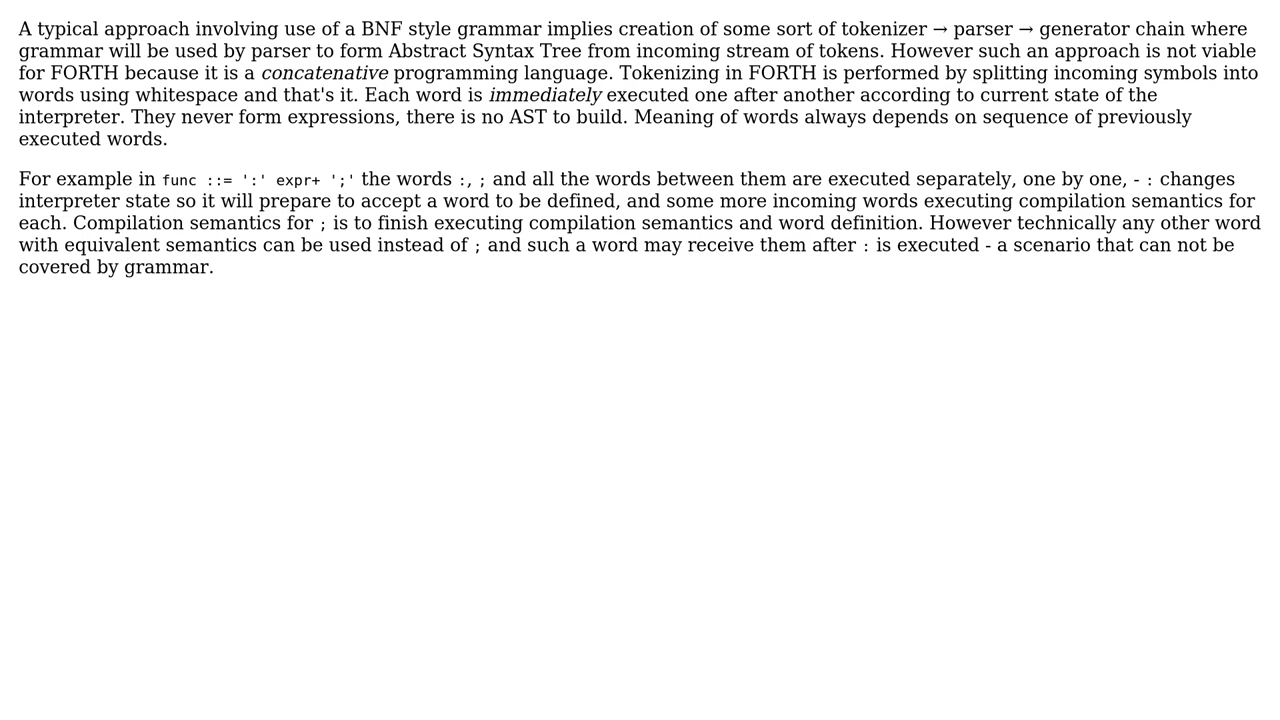 A typical approach involving use of a BNF style grammar implies creation of some sort of tokenizer → parser → generator chain where
grammar will be used by parser to form Abstract Syntax Tree from incoming stream of tokens. However such an approach is not viable
for FORTH because it is a concatenative programming language. Tokenizing in FORTH is performed by splitting incoming symbols into
words using whitespace and that's it. Each word is immediately executed one after another according to current state of the
interpreter. They never form expressions, there is no AST to build. Meaning of words always depends on sequence of previously
executed words.
For example in func ::= ':' expr+ ';' the words :, ; and all the words between them are executed separately, one by one, - : changes
interpreter state so it will prepare to accept a word to be defined, and some more incoming words executing compilation semantics for
each. Compilation semantics for ; is to finish executing compilation semantics and word definition. However technically any other word
with equivalent semantics can be used instead of ; and such a word may receive them after : is executed - a scenario that can not be
covered by grammar.